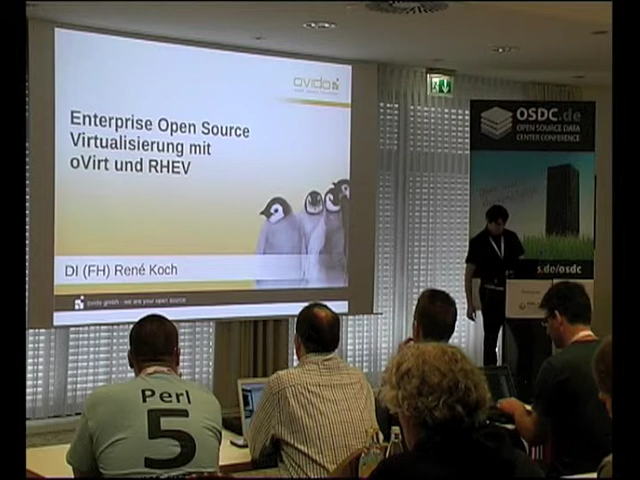 ovido
Enterprise Open Source
Virtualisierung mit
oVirt und RHEV
DI (FH) René Koch
ovido gmbh - we are your open source
OSDC.de
OPEN SOURCE DATA
CENTER CONFERENCE
s.de/osdc
Perl
5